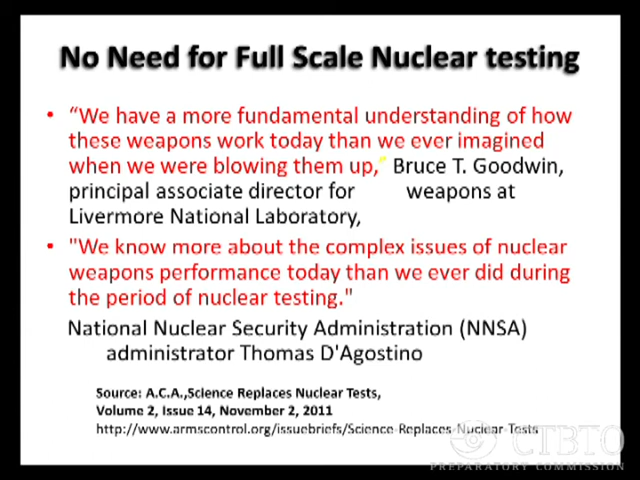 No Need for Full Scale Nuclear testing
• “We have a more fundamental understanding of how
these weapons work today than we ever imagined
when we were blowing them up,” Bruce T. Goodwin,
principal associate director for weapons at
Livermore National Laboratory,
• "We know more about the complex issues of nuclear
weapons performance today than we ever did during
the period of nuclear testing."
National Nuclear Security Administration (NNSA)
administrator Thomas D'Agostino
Source: A.C.A.,Science Replaces Nuclear Tests,
Volume 2, Issue 14, November 2, 2011
http://www.armscontrol.org/issuebriefs/Science-Replaces-Nuclear-Tests
CTBTO
PREPARATORY COMMISSION